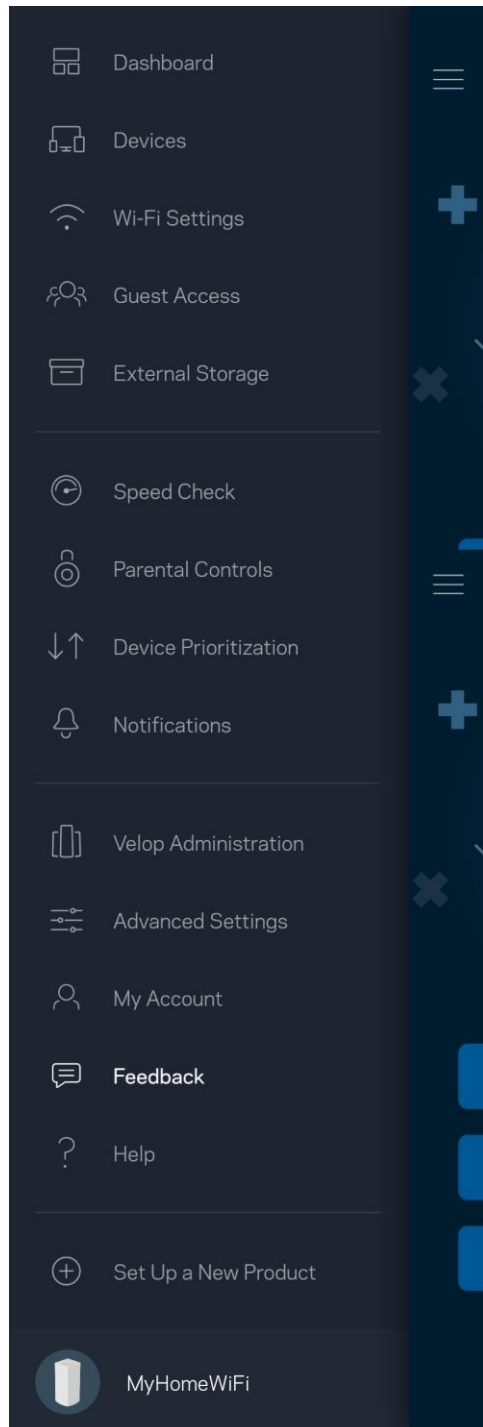 Dashboard
Devices
Wi-Fi Settings
Guest Access
External Storage
Speed Check
Parental Controls
Device Prioritization
Notifications
Velop Administration
Advanced Settings
My Account
Feedback
Help
Set Up a New Product
MyHomeWiFi